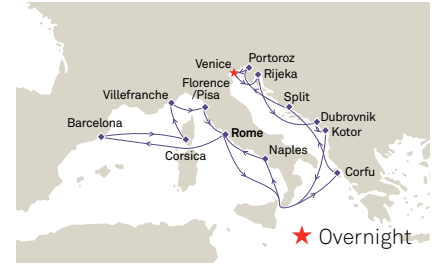 Portoroz
Venice
Rijeka
Villefranche
Florence
/Pisa
Split
Barcelona
Dubrovnik
Rome
Kotor
Corsica
Naples
Corfu
Overnight